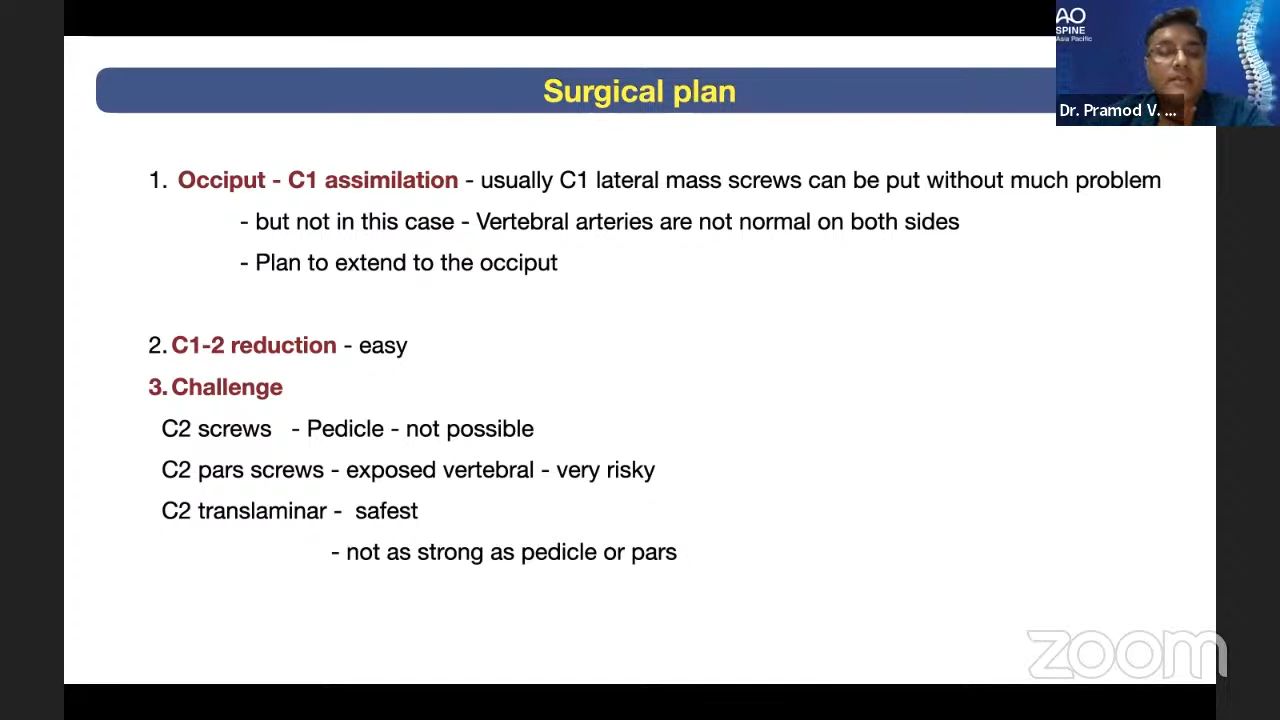 AO
SPINE
Asia Pacific
Dr. Pramod V. ...
Surgical plan
1. Occiput - C1 assimilation - usually C1 lateral mass screws can be put without much problem
- but not in this case - Vertebral arteries are not normal on both sides
- Plan to extend to the occiput
2. C1-2 reduction - easy
3. Challenge
C2 screws - Pedicle - not possible
C2 pars screws - exposed vertebral - very risky
C2 translaminar - safest
- not as strong as pedicle or pars
zoom